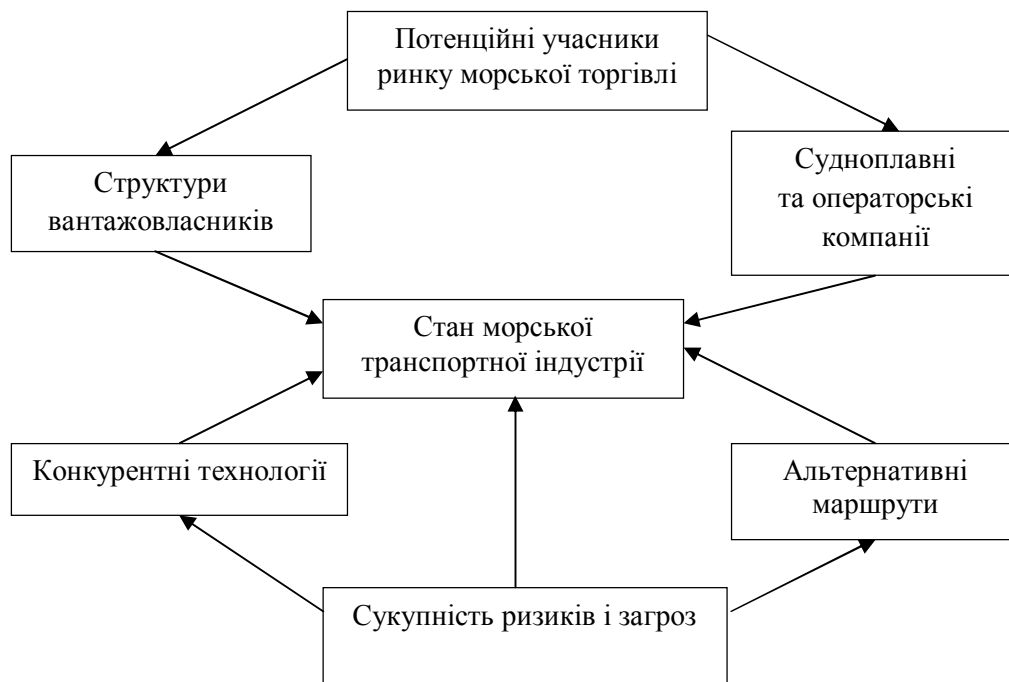 Потенційні учасники
ринку морської торгівлі
Структури
вантажовласників
Судноплавні
та операторські
компанії
Стан морської
транспортної індустрії
Конкурентні технології
Альтернативні
маршрути
Сукупність ризиків і загроз